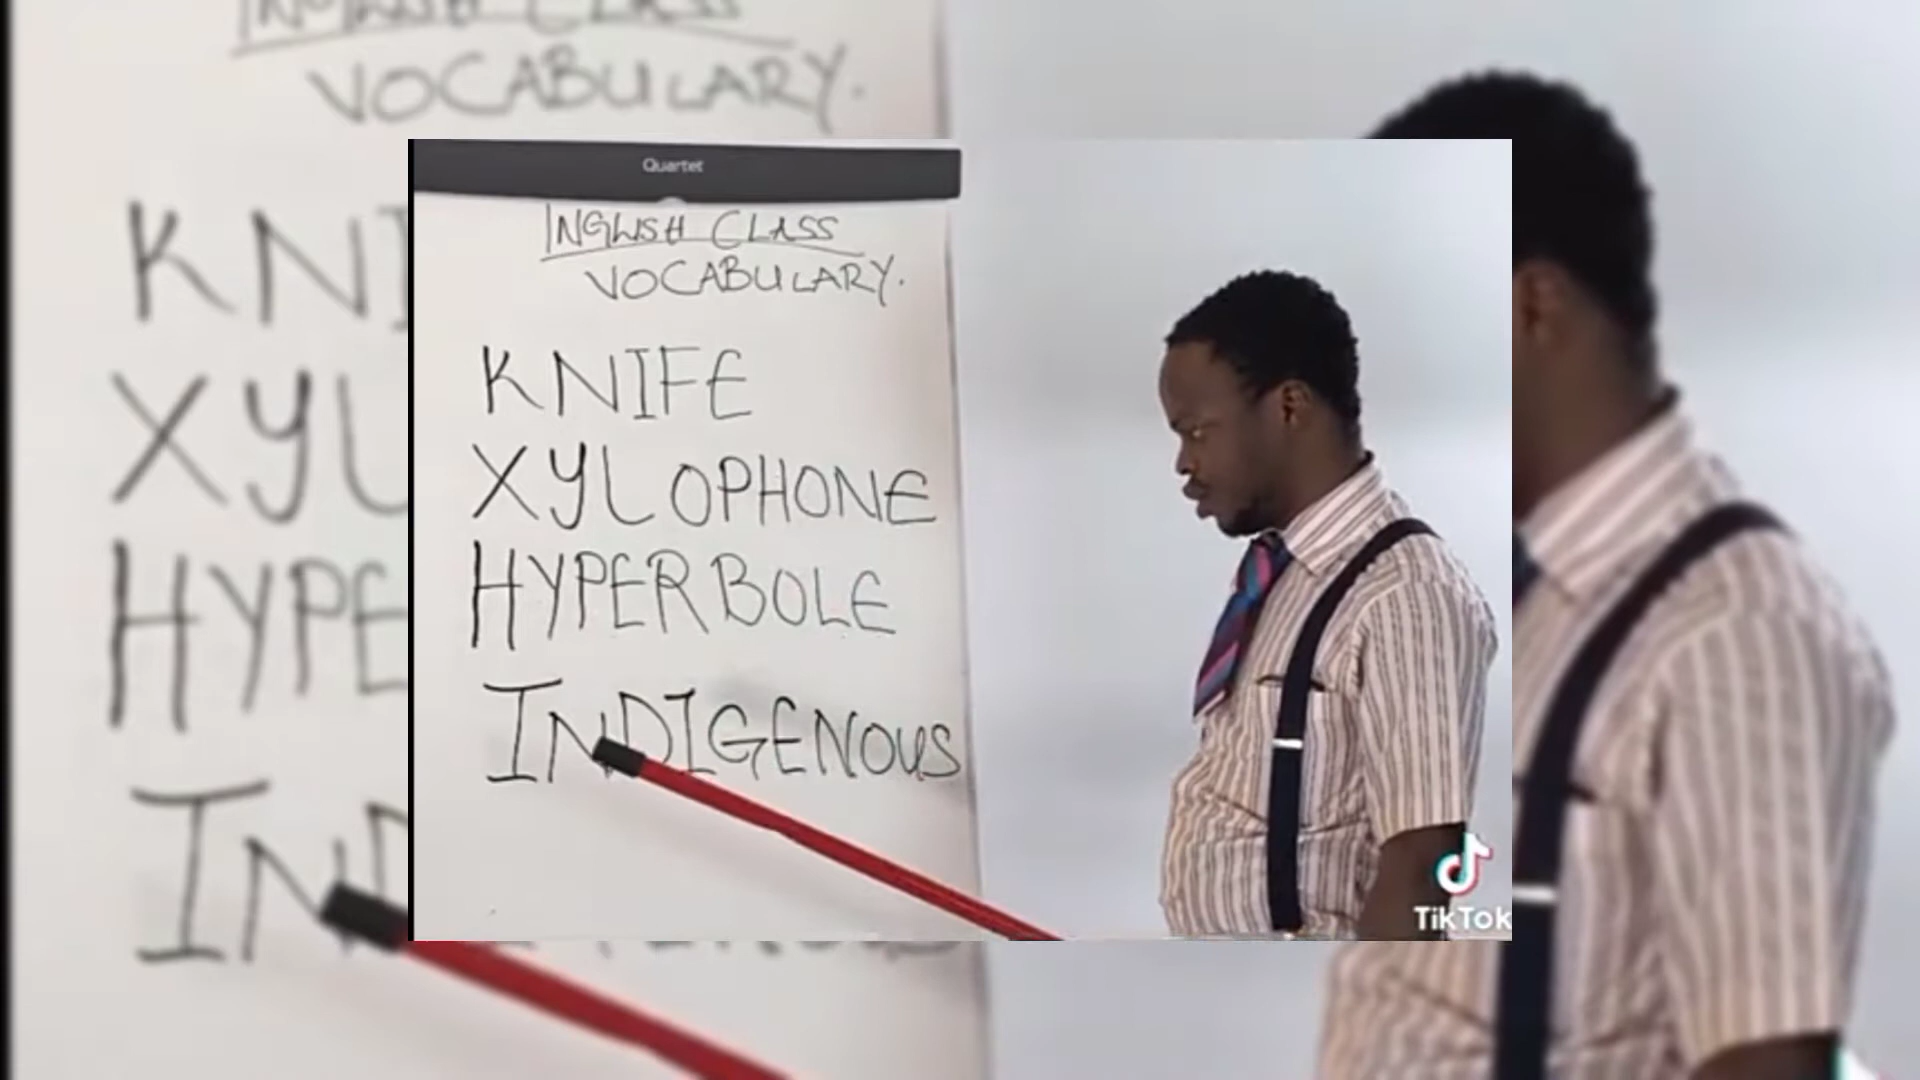 Quartet
INGLISH CLASS
VOCABULARY.
KNIFE
XYLOPHONE
HYPERBOLE
INDIGENOUS
TikTok